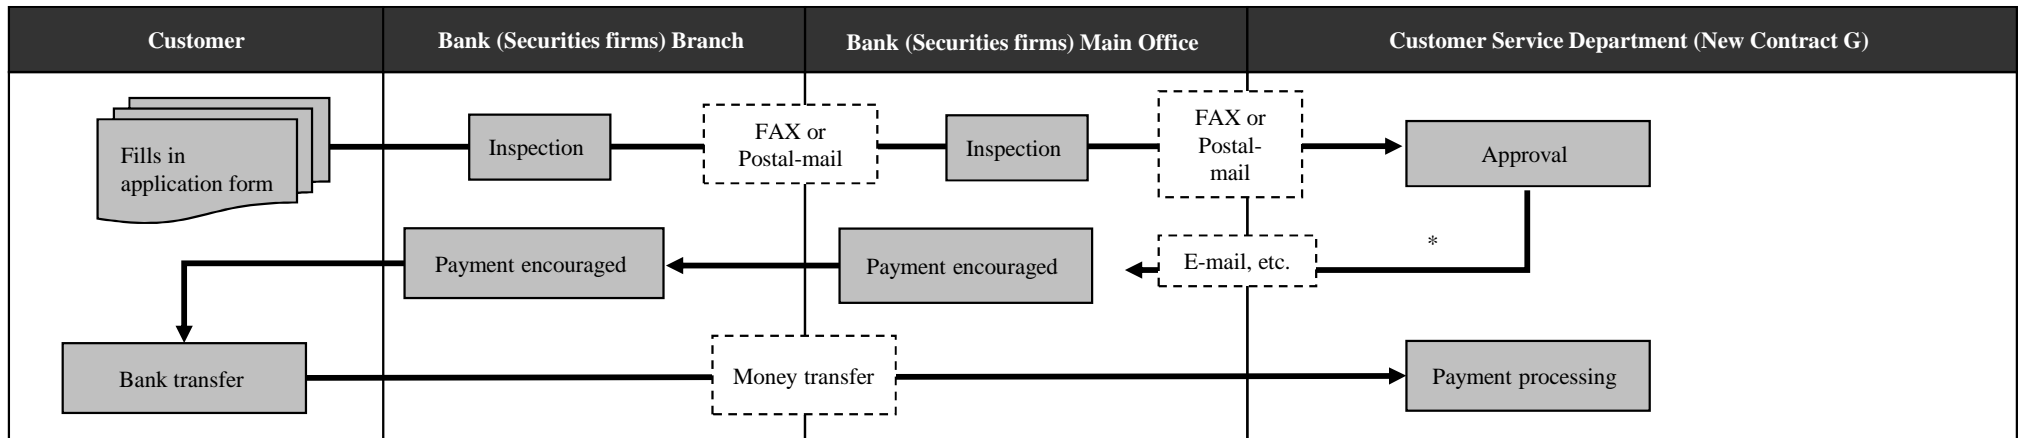 Customer
Bank (Securities firms) Branch
Bank (Securities firms) Main Office
Customer Service Department (New Contract G)
Fills in
application form
Inspection
FAX or
Postal-mail
Inspection
FAX or
Postal-
mail
Approval
Payment encouraged
Payment encouraged
E-mail, etc.
*
Bank transfer
Money transfer
Payment processing